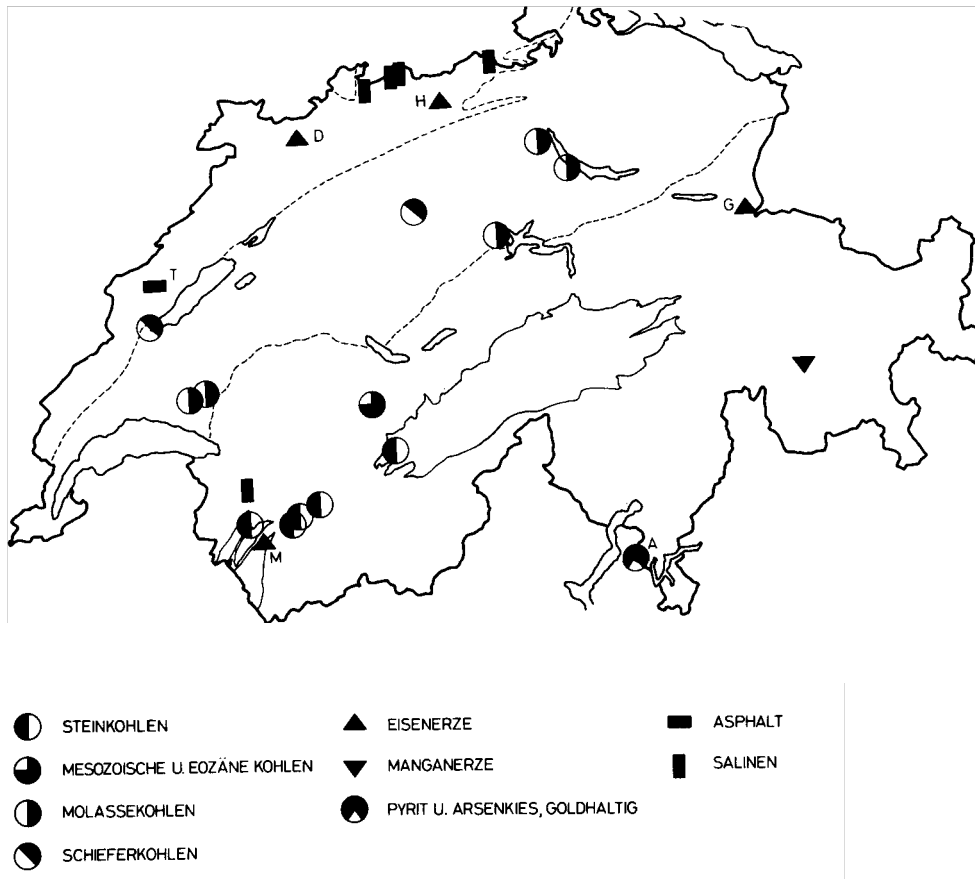 H
D
G
T
M
A
STEINKOHLEN
EISENERZE
ASPHALT
MESOZOISCHE U. EOZÄNE KOHLEN
MANGANERZE
SALINEN
MOLASSEKOHLEN
PYRIT U. ARSENKIES, GOLDHALTIG
SCHIEFERKOHLEN